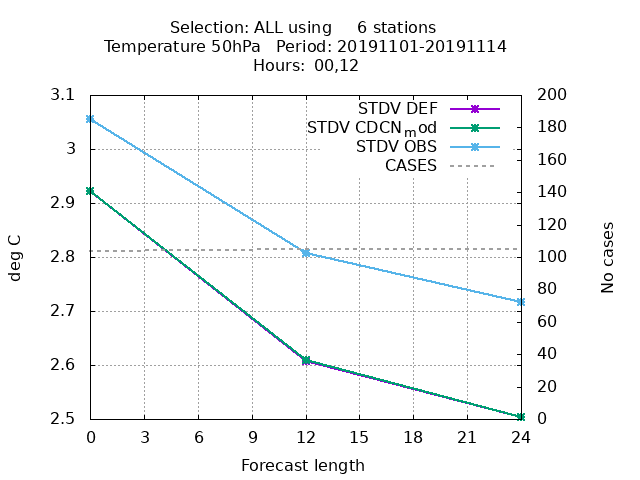 Selection: ALL using     6 stations
Temperature 50hPa   Period: 20191101-20191114
Hours:  00,12
3.1
3
2.9
2.8
2.7
2.6
2.5
deg C
STDV DEF
STDV CDCNmod
STDV OBS
CASES
200
180
160
140
120
100
80
60
40
20
0
No cases
0 3 6 9 12 15 18 21 24
Forecast length